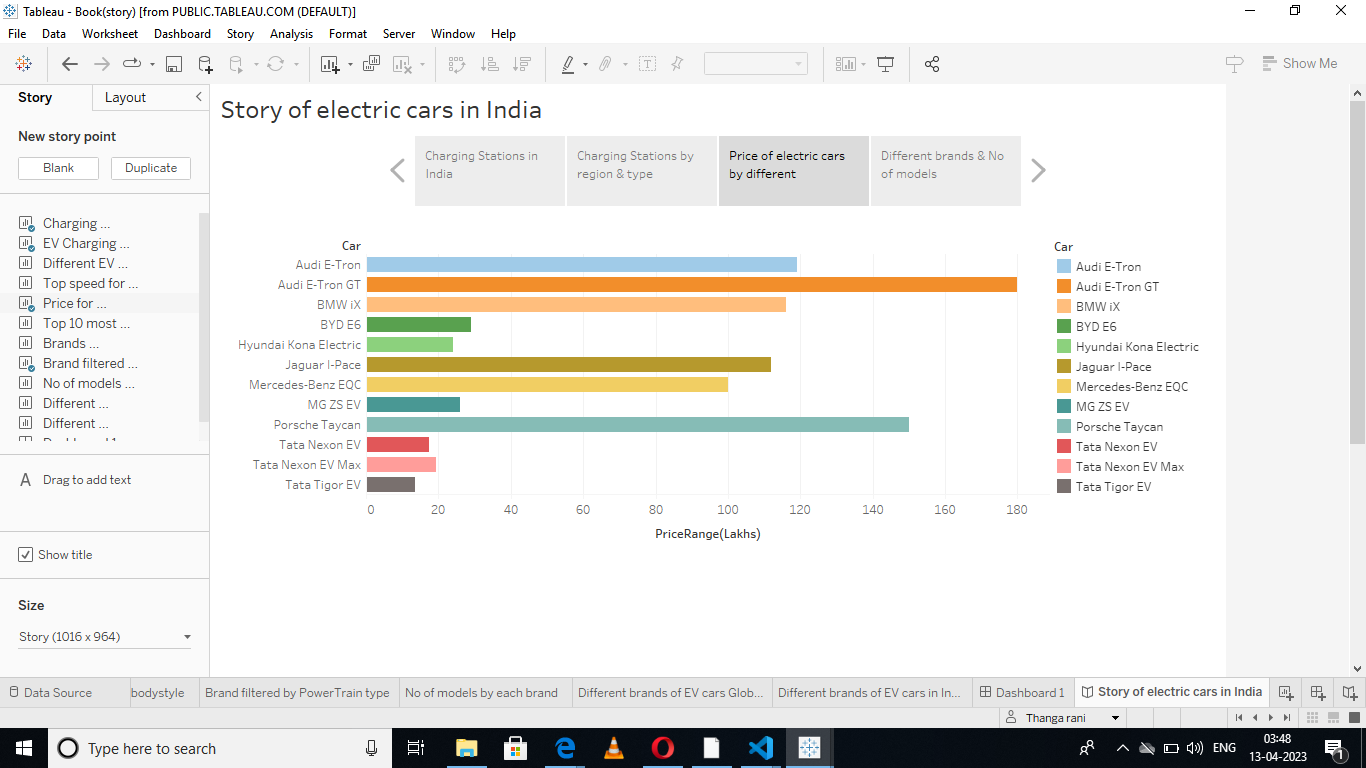 Tableau - Book(story) [from PUBLIC.TABLEAU.COM (DEFAULT)]
File Data Worksheet Dashboard Story Analysis Format Server Window Help
Show Me
Story Layout
New story point
Blank Duplicate
Charging ...
EV Charging ...
Different EV ...
Top speed for ...
Price for ...
Top 10 most ...
Brands ...
Brand filtered ...
No of models ...
Different ...
Different ...
A Drag to add text
Show title
Size
Story (1016 x 964)
Story of electric cars in India
Charging Stations in
India
Charging Stations by
region & type
Price of electric cars
by different
Different brands & No
of models
Car
Audi E-Tron
Audi E-Tron GT
BMW iX
BYD E6
Hyundai Kona Electric
Jaguar I-Pace
Mercedes-Benz EQC
MG ZS EV
Porsche Taycan
Tata Nexon EV
Tata Nexon EV Max
Tata Tigor EV
0 20 40 60 80 100 120 140 160 180
PriceRange(Lakhs)
Car
Audi E-Tron
Audi E-Tron GT
BMW iX
BYD E6
Hyundai Kona Electric
Jaguar I-Pace
Mercedes-Benz EQC
MG ZS EV
Porsche Taycan
Tata Nexon EV
Tata Nexon EV Max
Tata Tigor EV
Data Source bodystyle Brand filtered by PowerTrain type No of models by each brand Different brands of EV cars Glob... Different brands of EV cars in In... Dashboard 1 Story of electric cars in India
Thanga rani
Type here to search
ENG
03:48
13-04-2023
1